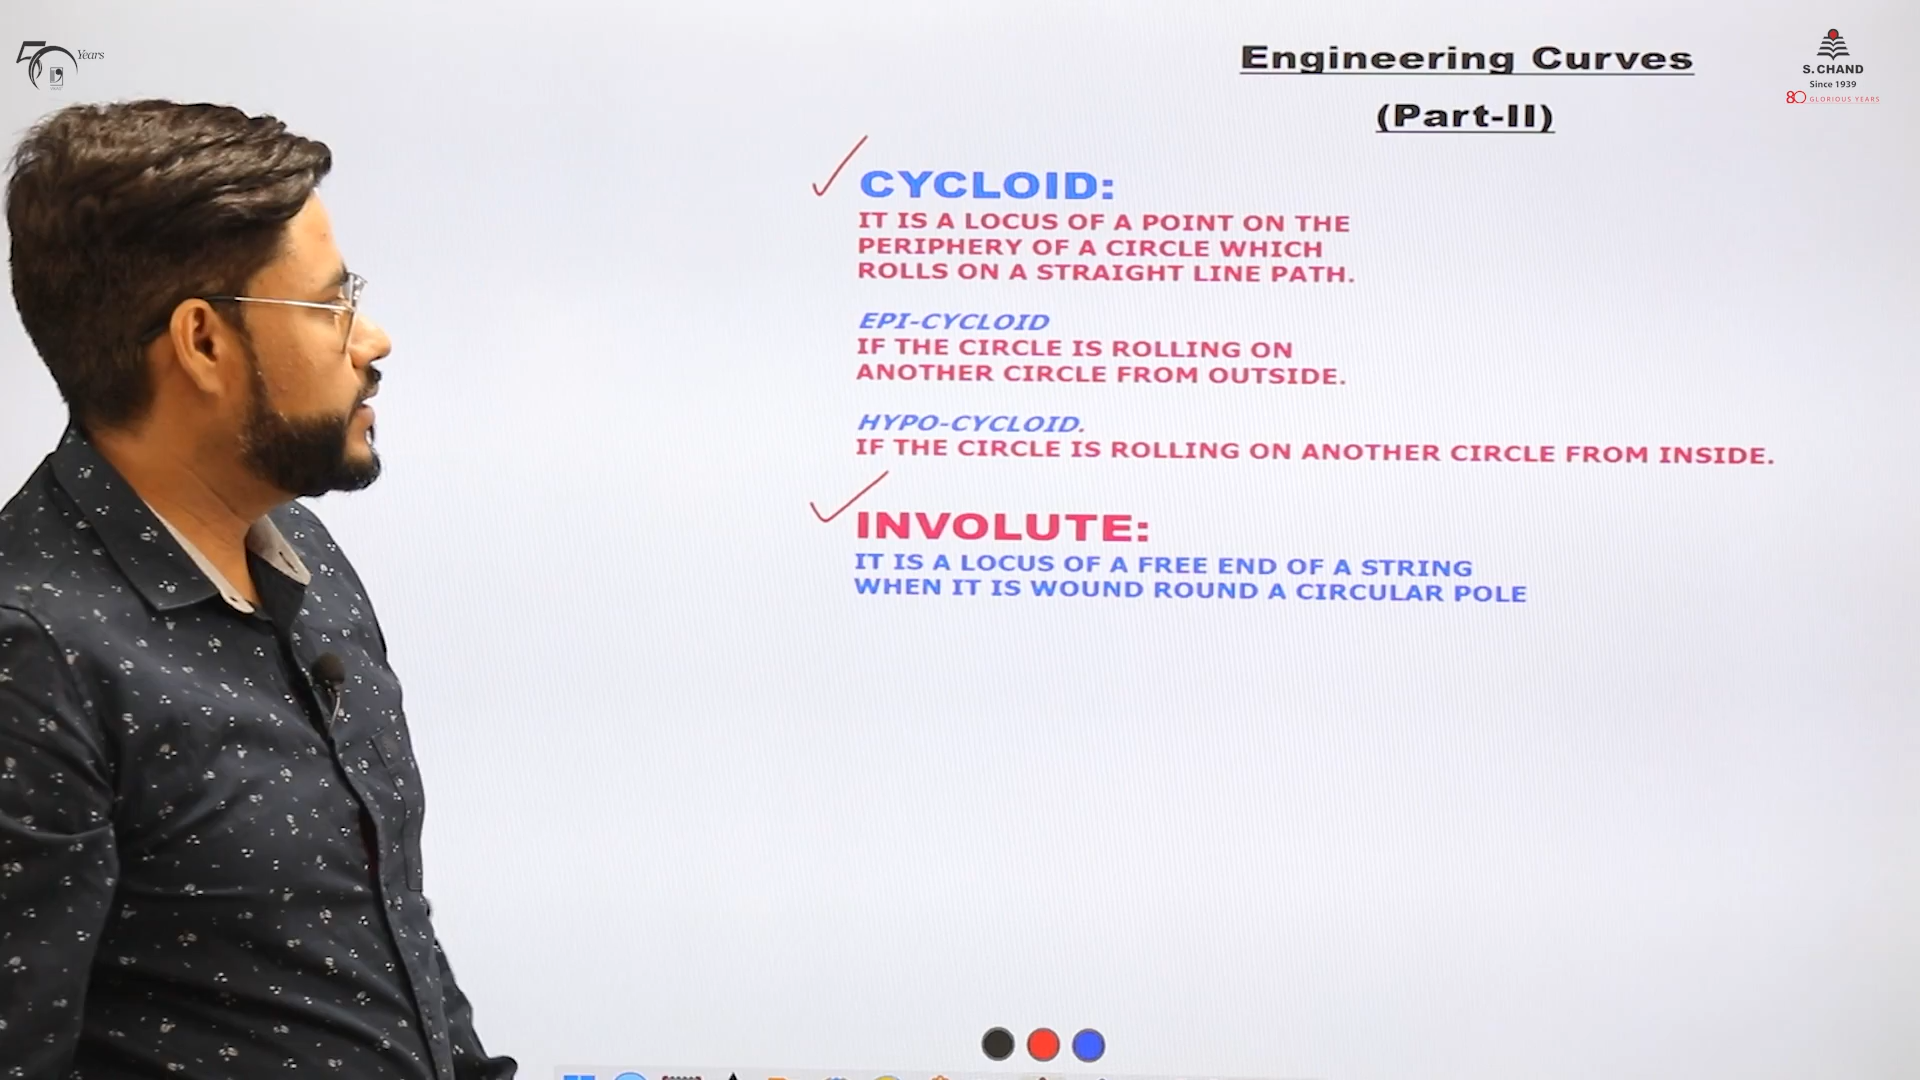 50 Years
Engineering Curves
(Part-II)
S. CHAND
Since 1939
80 GLORIOUS YEARS
CYCLOID:
IT IS A LOCUS OF A POINT ON THE
PERIPHERY OF A CIRCLE WHICH
ROLLS ON A STRAIGHT LINE PATH.
EPI-CYCLOID
IF THE CIRCLE IS ROLLING ON
ANOTHER CIRCLE FROM OUTSIDE.
HYPO-CYCLOID.
IF THE CIRCLE IS ROLLING ON ANOTHER CIRCLE FROM INSIDE.
INVOLUTE:
IT IS A LOCUS OF A FREE END OF A STRING
WHEN IT IS WOUND ROUND A CIRCULAR POLE